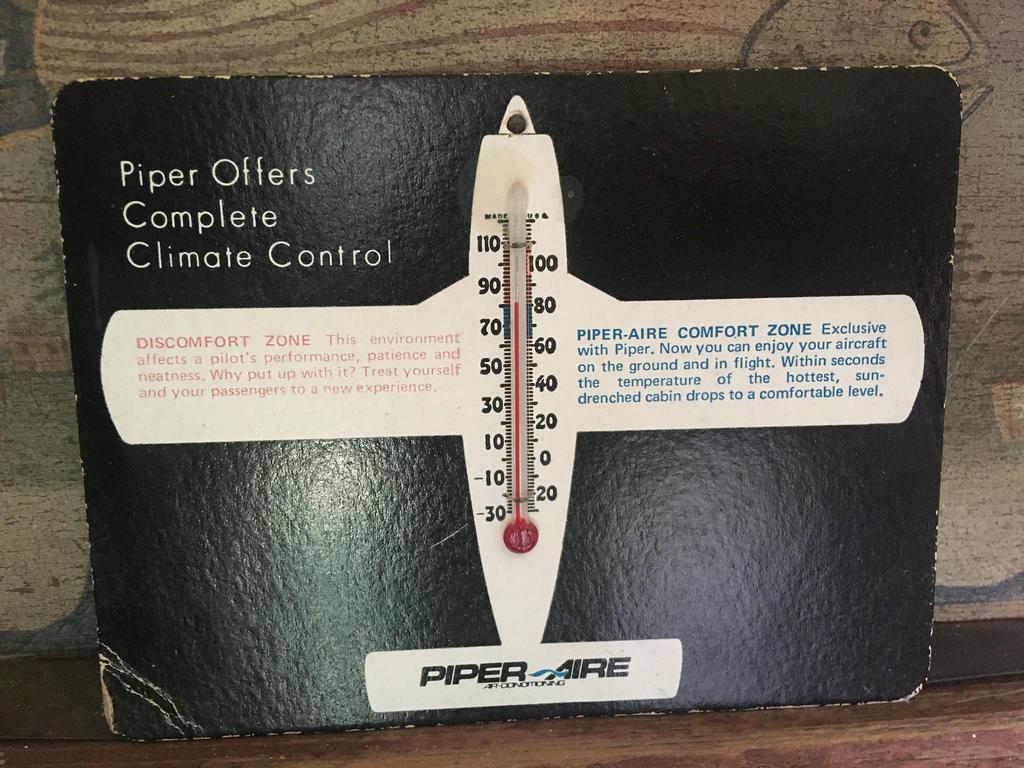 Piper Offers
Complete
Climate Control
DISCOMFORT ZONE This environment
affects a pilot's performance, patience and
neatness. Why put up with it? Treat yourself
and your passengers to a new experience.
MADE U S A
110
100
90
80
70
60
50
40
30
20
10
0
-10
20
-30
PIPER-AIRE COMFORT ZONE Exclusive
with Piper. Now you can enjoy your aircraft
on the ground and in flight. Within seconds
the temperature of the hottest, sun-
drenched cabin drops to a comfortable level.
PIPER AIRE
AIR-CONDITIONING